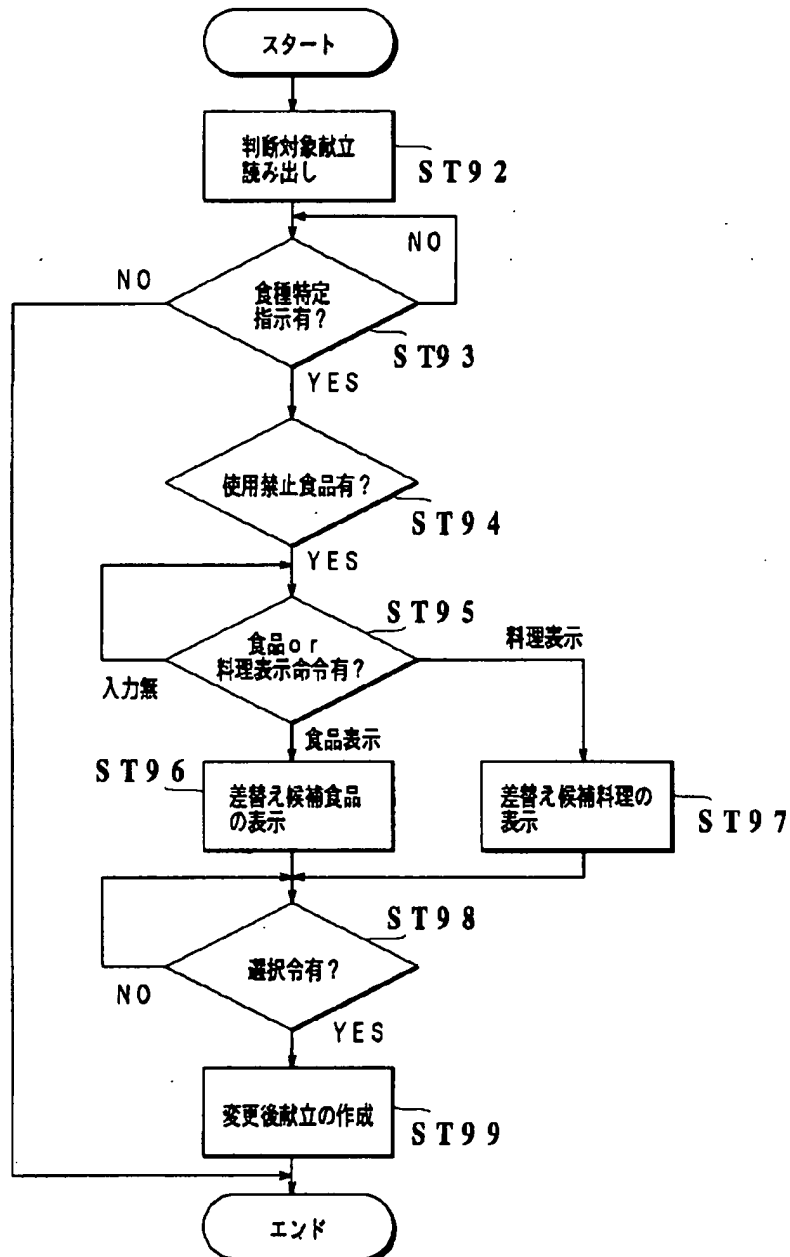 スタート
判断対象献立
読み出し
ST92
NO
NO
食種特定
指示有?
ST93
YES
使用禁止食品有?
ST94
YES
ST95
食品or
料理表示命令有?
料理表示
入力無
食品表示
ST96
差替え候補食品
の表示
差替え候補料理の
表示
ST97
ST98
選択令有?
NO
YES
変更後献立の作成
ST99
エンド